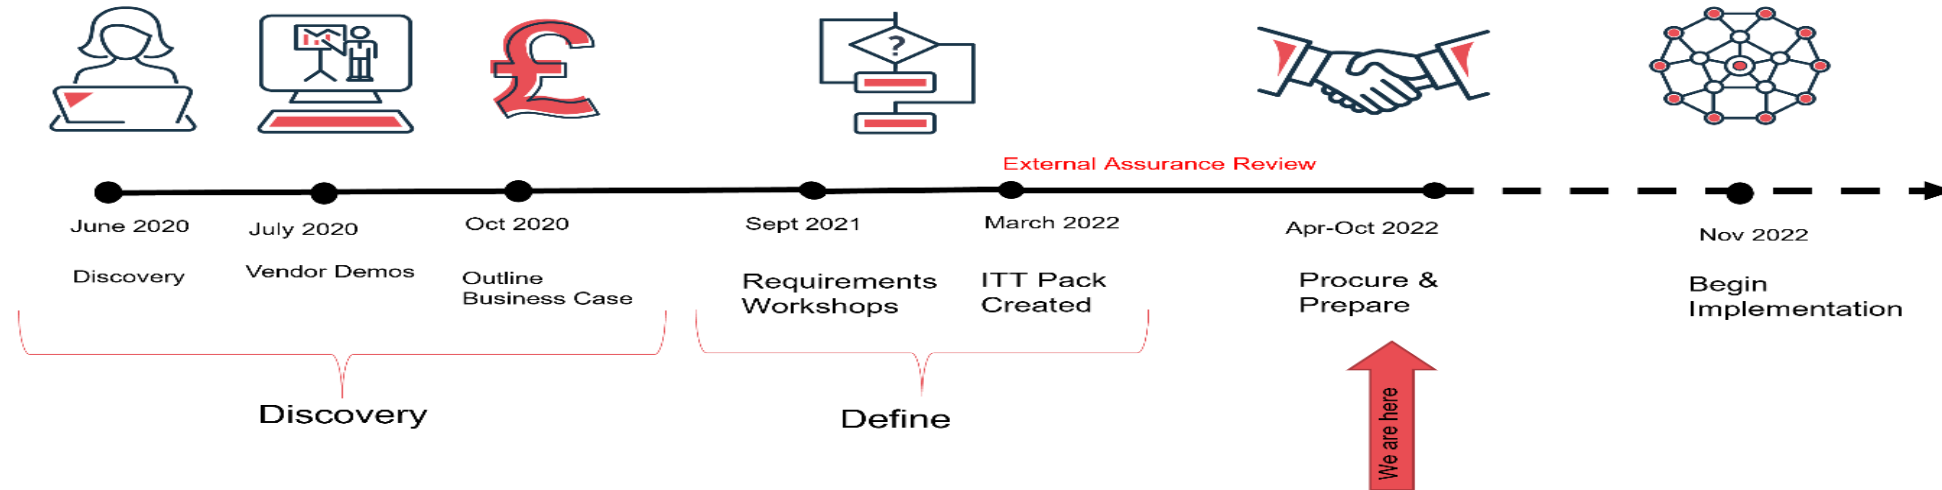 ?
£
External Assurance Review
June 2020
July 2020
Oct 2020
Sept 2021
March 2022
Apr-Oct 2022
Nov 2022
Discovery
Vendor Demos
Outline
Business Case
Requirements
Workshops
ITT Pack
Created
Procure &
Prepare
Begin
Implementation
Discovery
Define
We are here